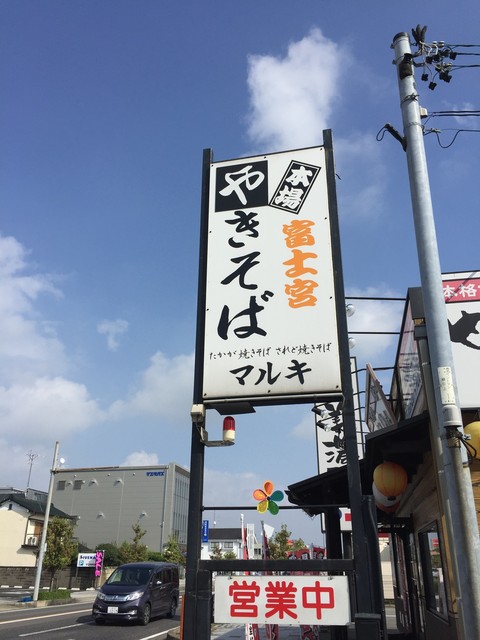 本場
富士宮
やきそば
たかが焼きそば されど焼きそば
マルキ
営業中
本格